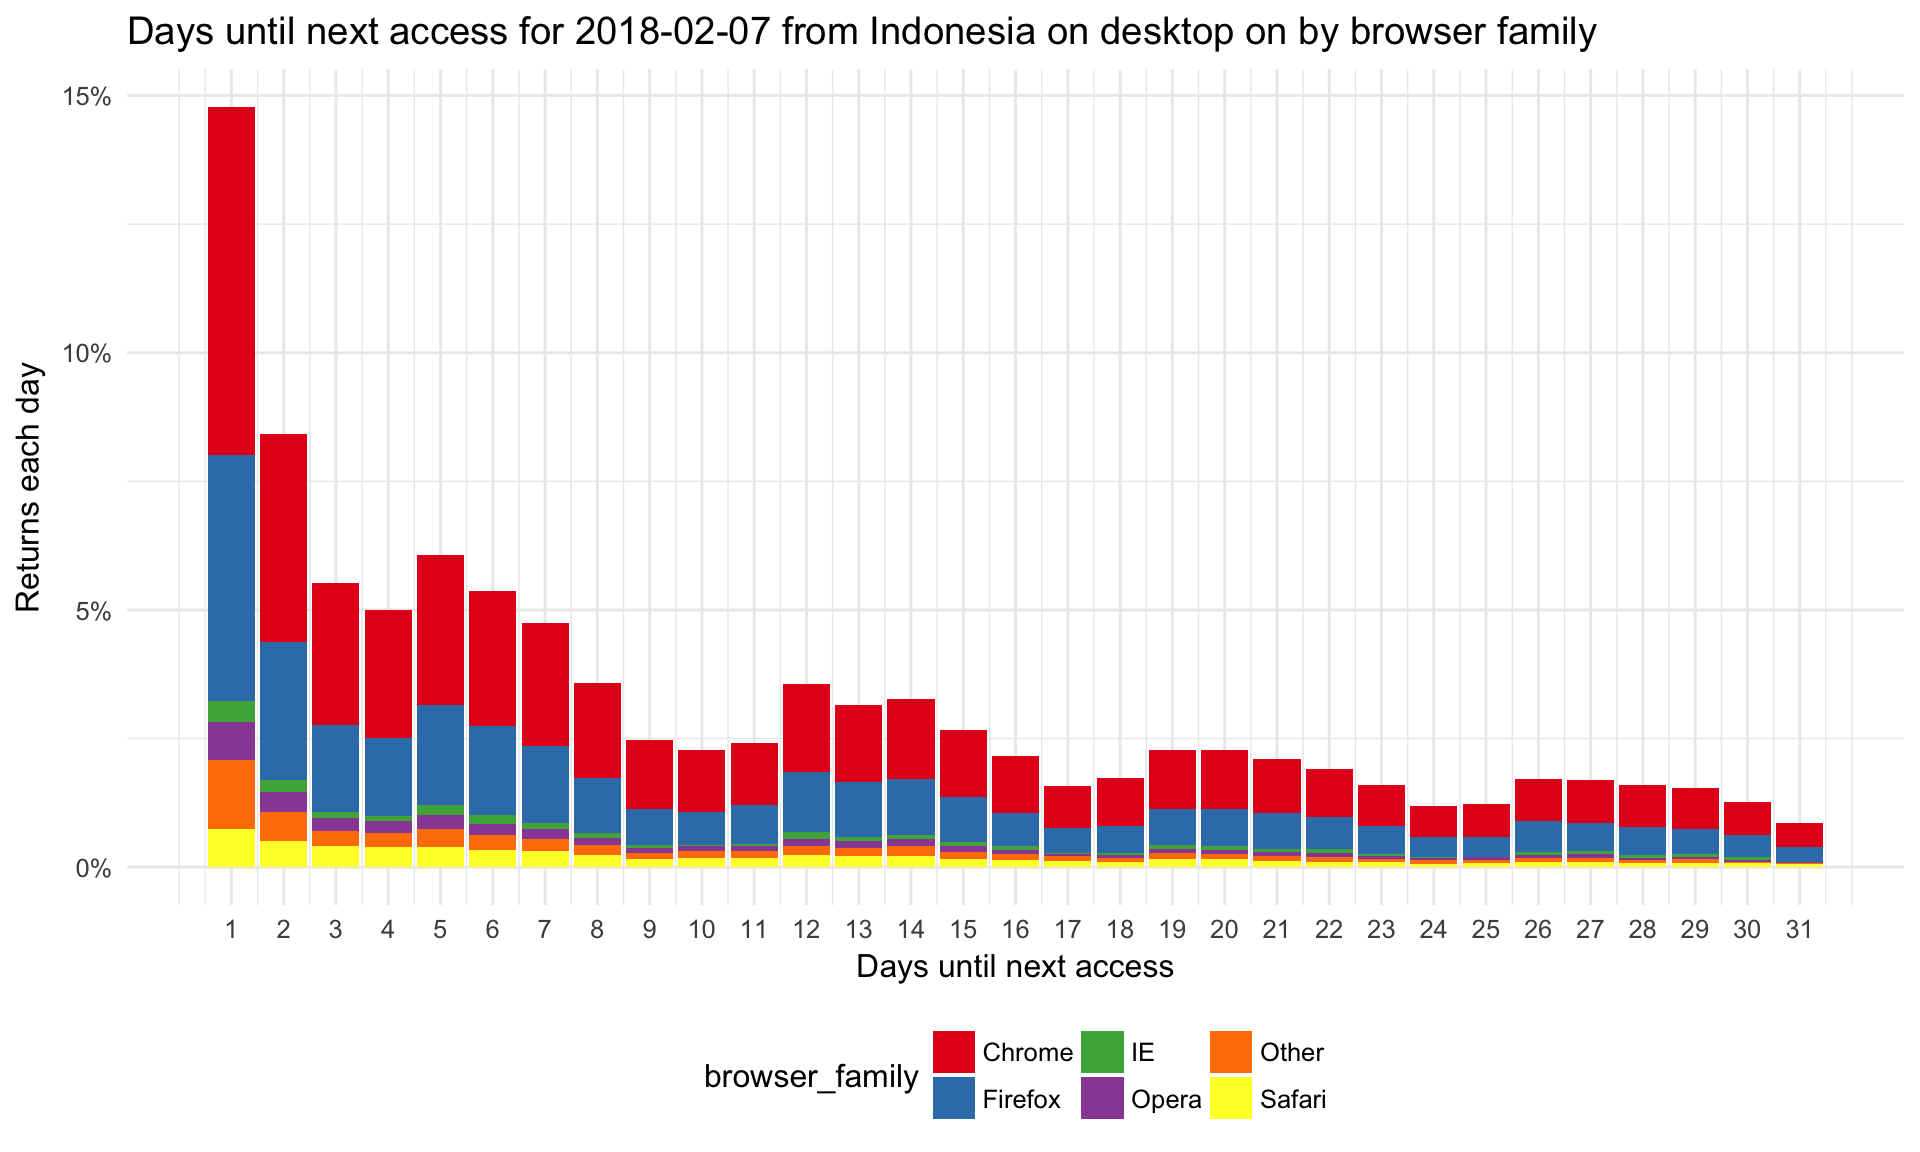 Days until next access for 2018-02-07 from Indonesia on desktop on by browser family
Returns each day
15%
10%
5%
0%
1 2 3 4 5 6 7 8 9 10 11 12 13 14 15 16 17 18 19 20 21 22 23 24 25 26 27 28 29 30 31
Days until next access
browser_family
Chrome IE Other
Firefox Opera Safari